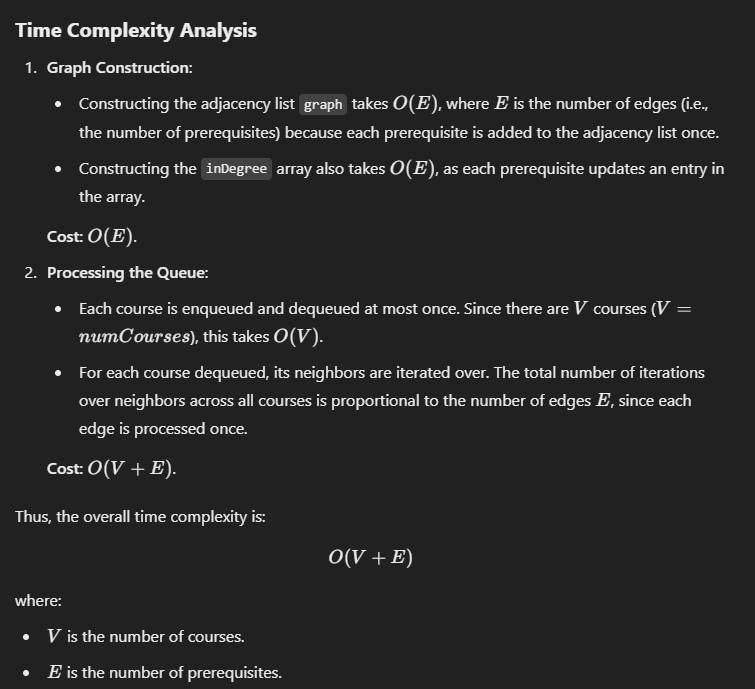 Time Complexity Analysis
1. Graph Construction:
• Constructing the adjacency list graph takes O(E), where E is the number of edges (i.e.,
the number of prerequisites) because each prerequisite is added to the adjacency list once.
• Constructing the inDegree array also takes O(E), as each prerequisite updates an entry in
the array.
Cost: O(E).
2. Processing the Queue:
• Each course is enqueued and dequeued at most once. Since there are V courses (V =
numCourses), this takes O(V).
• For each course dequeued, its neighbors are iterated over. The total number of iterations
over neighbors across all courses is proportional to the number of edges E, since each
edge is processed once.
Cost: O(V + E).
Thus, the overall time complexity is:
O(V + E)
where:
• V is the number of courses.
• E is the number of prerequisites.